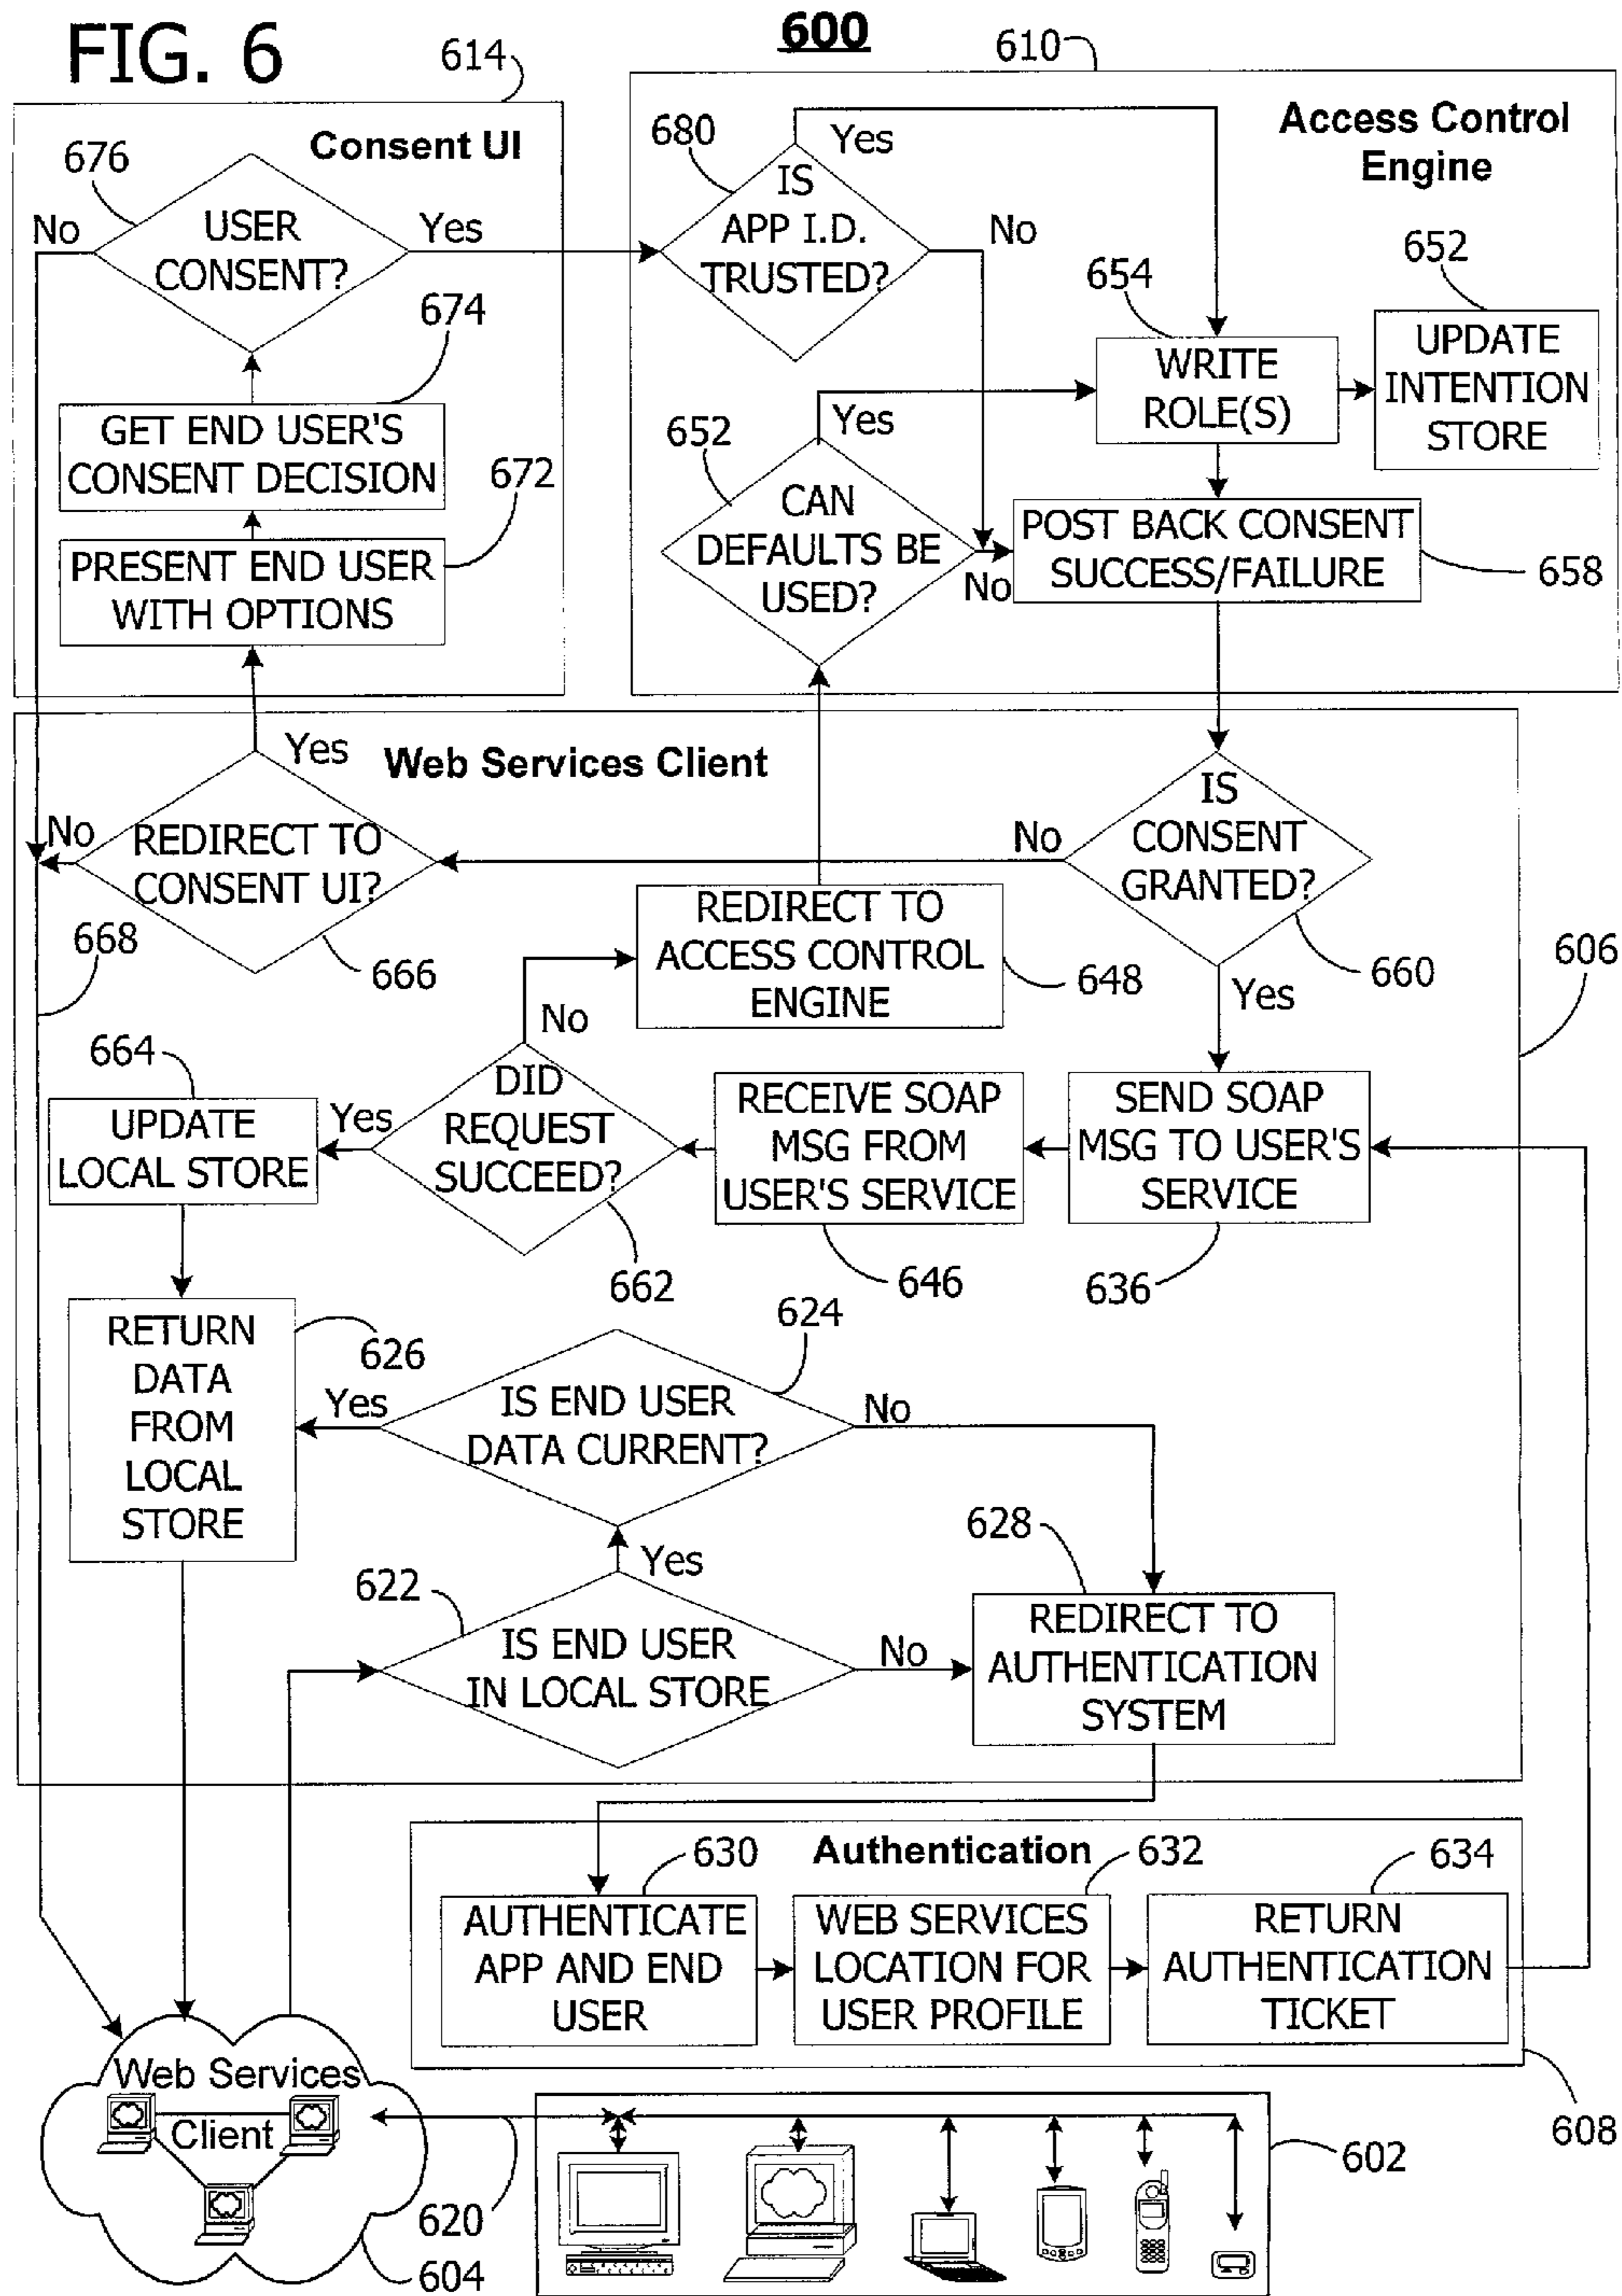 FIG. 6
600
614
610
Consent UI
Access Control
Engine
676
No
USER
CONSENT?
Yes
674
GET END USER'S
CONSENT DECISION
672
PRESENT END USER
WITH OPTIONS
680
Yes
IS
APP I.D.
TRUSTED?
No
654
WRITE
ROLE(S)
652
UPDATE
INTENTION
STORE
652
Yes
CAN
DEFAULTS BE
USED?
No
POST BACK CONSENT
SUCCESS/FAILURE
658
Yes
Web Services Client
No
REDIRECT TO
CONSENT UI?
668
666
IS
CONSENT
GRANTED?
No
660
Yes
606
REDIRECT TO
ACCESS CONTROL
ENGINE
648
No
664
UPDATE
LOCAL STORE
Yes
DID
REQUEST
SUCCEED?
662
RECEIVE SOAP
MSG FROM
USER'S SERVICE
646
SEND SOAP
MSG TO USER'S
SERVICE
636
RETURN
DATA
FROM
LOCAL
STORE
626
624
Yes
IS END USER
DATA CURRENT?
No
Yes
622
IS END USER
IN LOCAL STORE
No
628
REDIRECT TO
AUTHENTICATION
SYSTEM
630
Authentication
632
634
AUTHENTICATE
APP AND END
USER
WEB SERVICES
LOCATION FOR
USER PROFILE
RETURN
AUTHENTICATION
TICKET
608
Web Services
Client
620
604
602